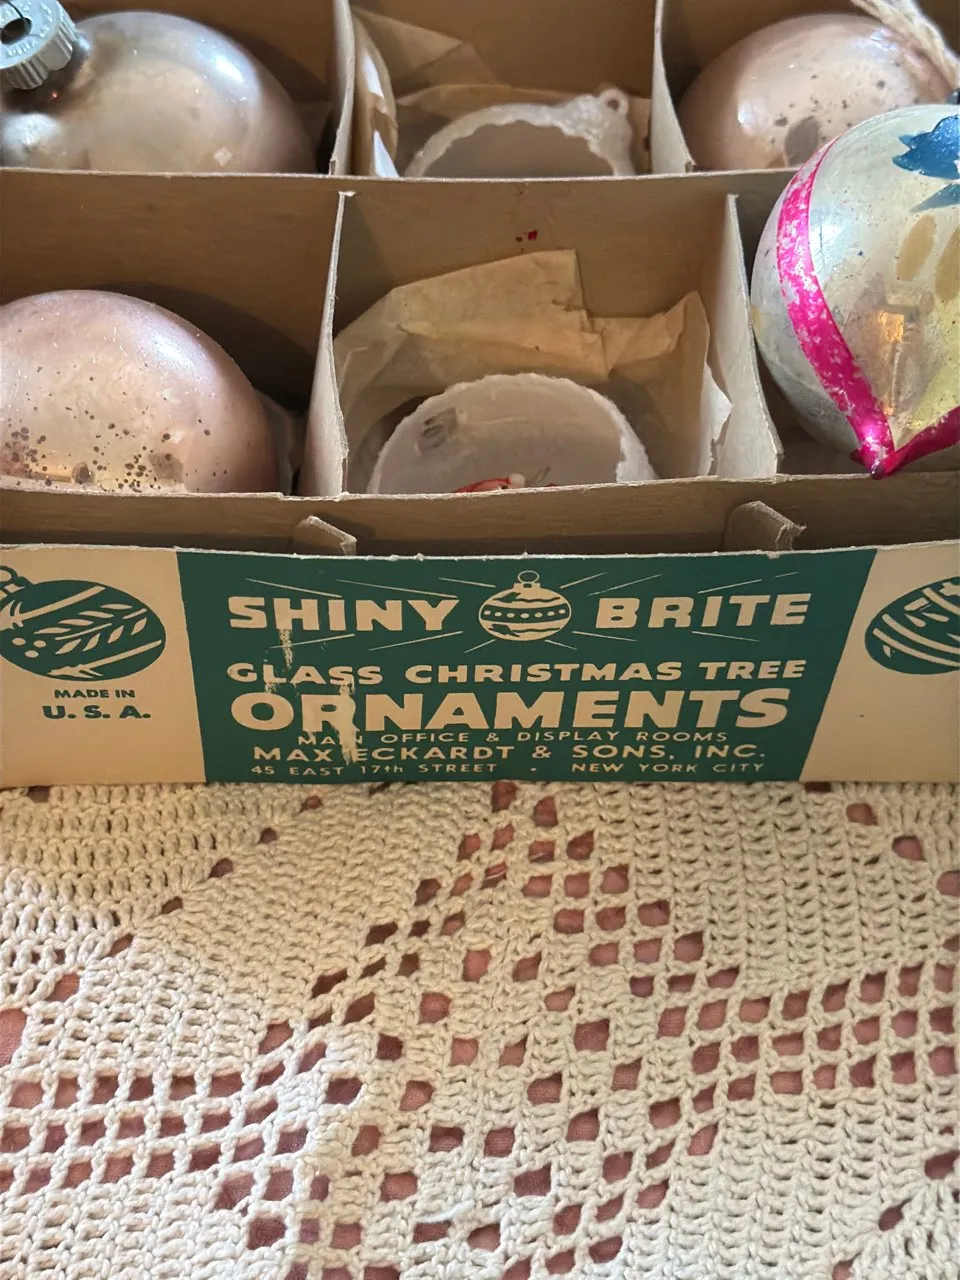 SHINY BRITE
GLASS CHRISTMAS TREE
ORNAMENTS
MAIN OFFICE & DISPLAY ROOMS
MAX ECKARDT & SONS, INC.
45 EAST 17th STREET • NEW YORK CITY
MADE IN
U. S. A.